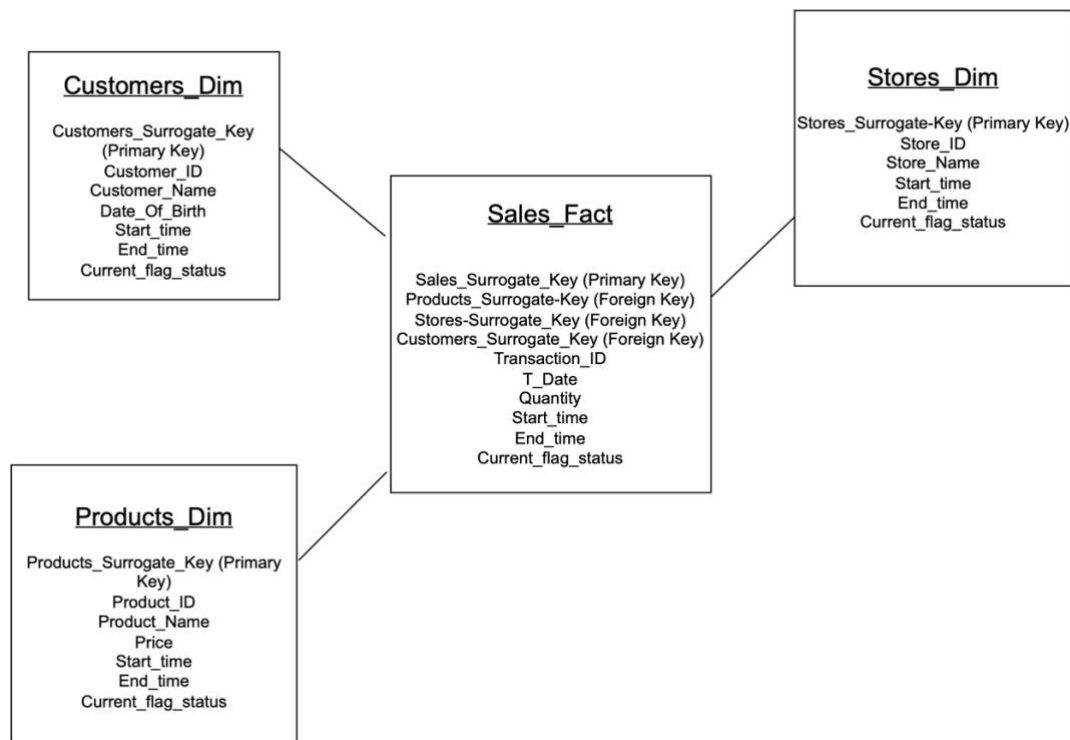 Customers_Dim
Customers_Surrogate_Key
(Primary Key)
Customer_ID
Customer_Name
Date_Of_Birth
Start_time
End_time
Current_flag_status
Stores_Dim
Stores_Surrogate-Key (Primary Key)
Store_ID
Store_Name
Start_time
End_time
Current_flag_status
Sales_Fact
Sales_Surrogate_Key (Primary Key)
Products_Surrogate-Key (Foreign Key)
Stores-Surrogate_Key (Foreign Key)
Customers_Surrogate_Key (Foreign Key)
Transaction_ID
T_Date
Quantity
Start_time
End_time
Current_flag_status
Products_Dim
Products_Surrogate_Key (Primary
Key)
Product_ID
Product_Name
Price
Start_time
End_time
Current_flag_status